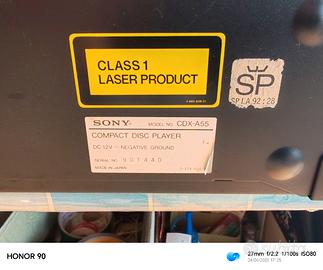 CLASS 1
LASER PRODUCT
SP
SP LA 92:28
SONY MODEL NO. CDX-A55
COMPACT DISC PLAYER
DC 12V ⎓ NEGATIVE GROUND
SERIAL NO. 901440
MADE IN JAPAN
HONOR 90
27mm f/2.2 1/100s ISO80